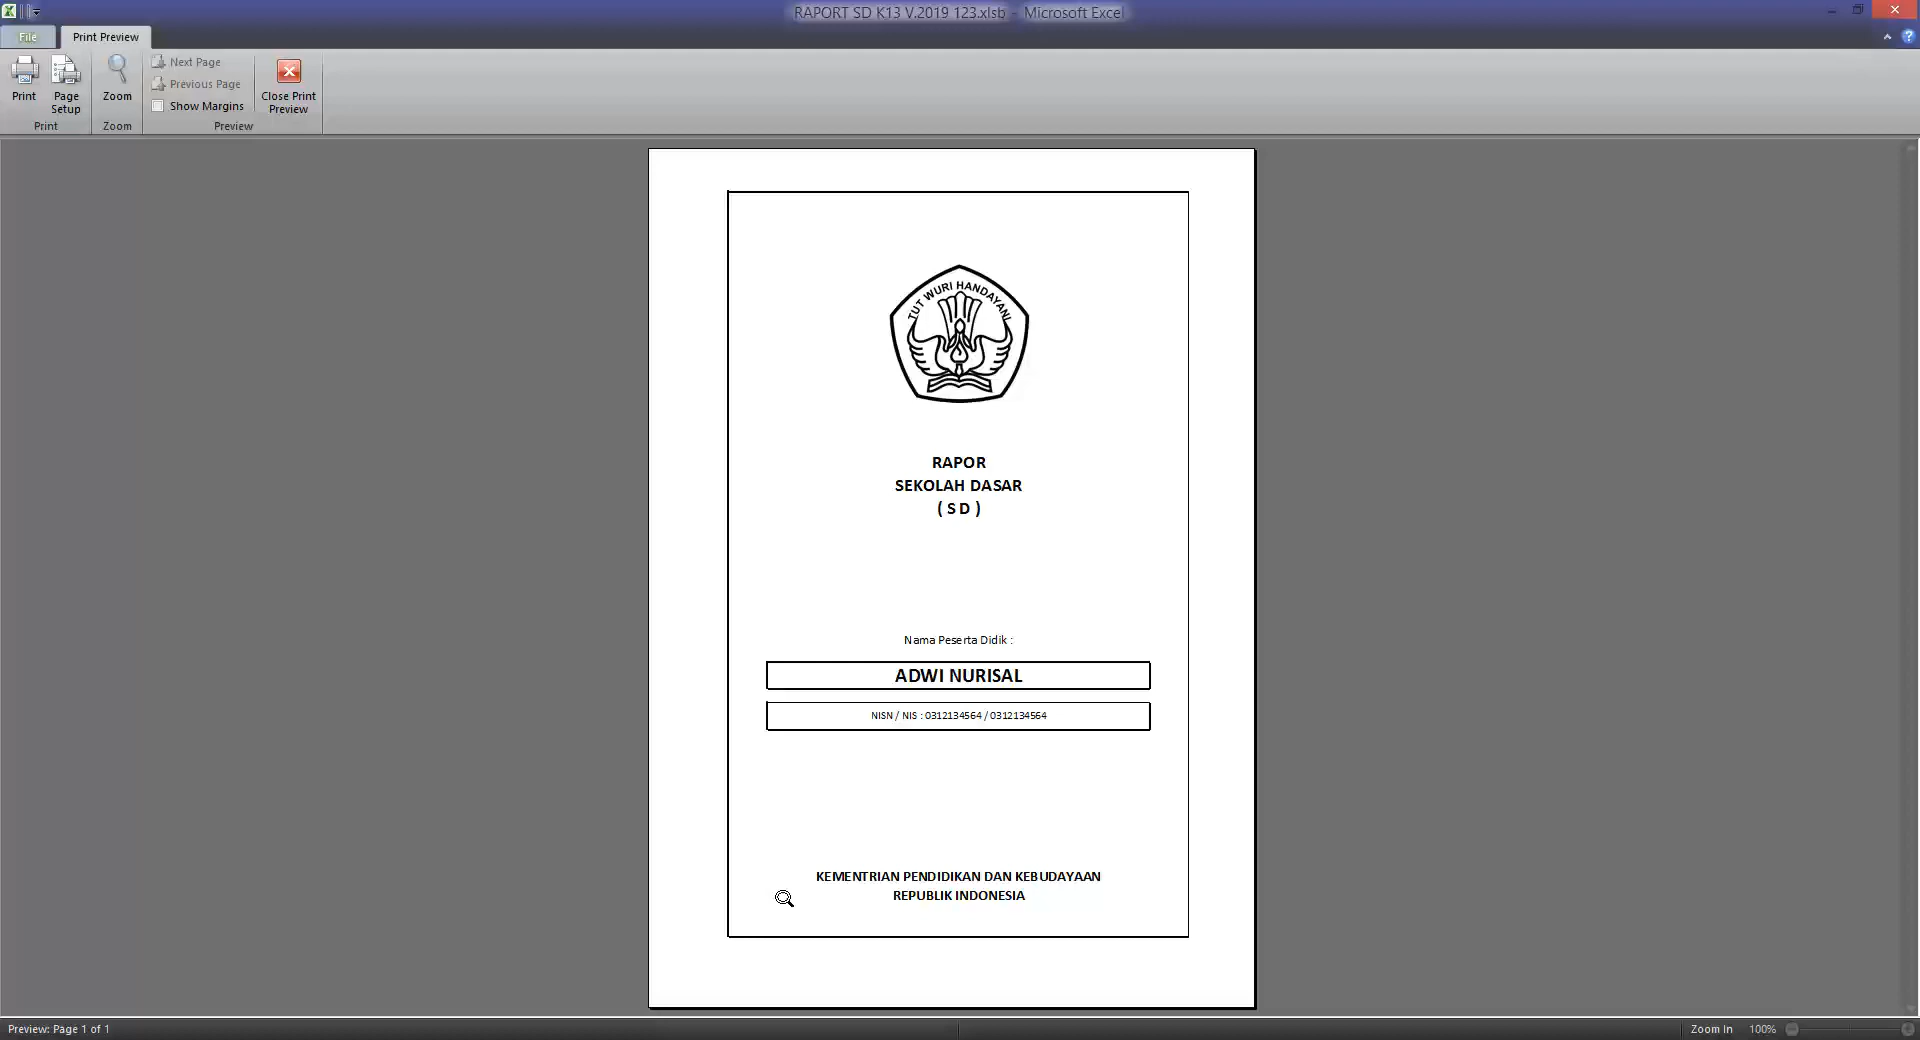 RAPORT SD K13 V.2019 123.xlsb - Microsoft Excel
File
Print Preview
Print
Page Setup
Zoom
Next Page
Previous Page
Show Margins
Close Print Preview
Print
Zoom
Preview
TUT WURI HANDAYANI
RAPOR
SEKOLAH DASAR
( S D )
Nama Peserta Didik :
ADWI NURISAL
NISN / NIS : 0312134564 / 0312134564
KEMENTRIAN PENDIDIKAN DAN KEBUDAYAAN
REPUBLIK INDONESIA
Preview: Page 1 of 1
Zoom In
100%